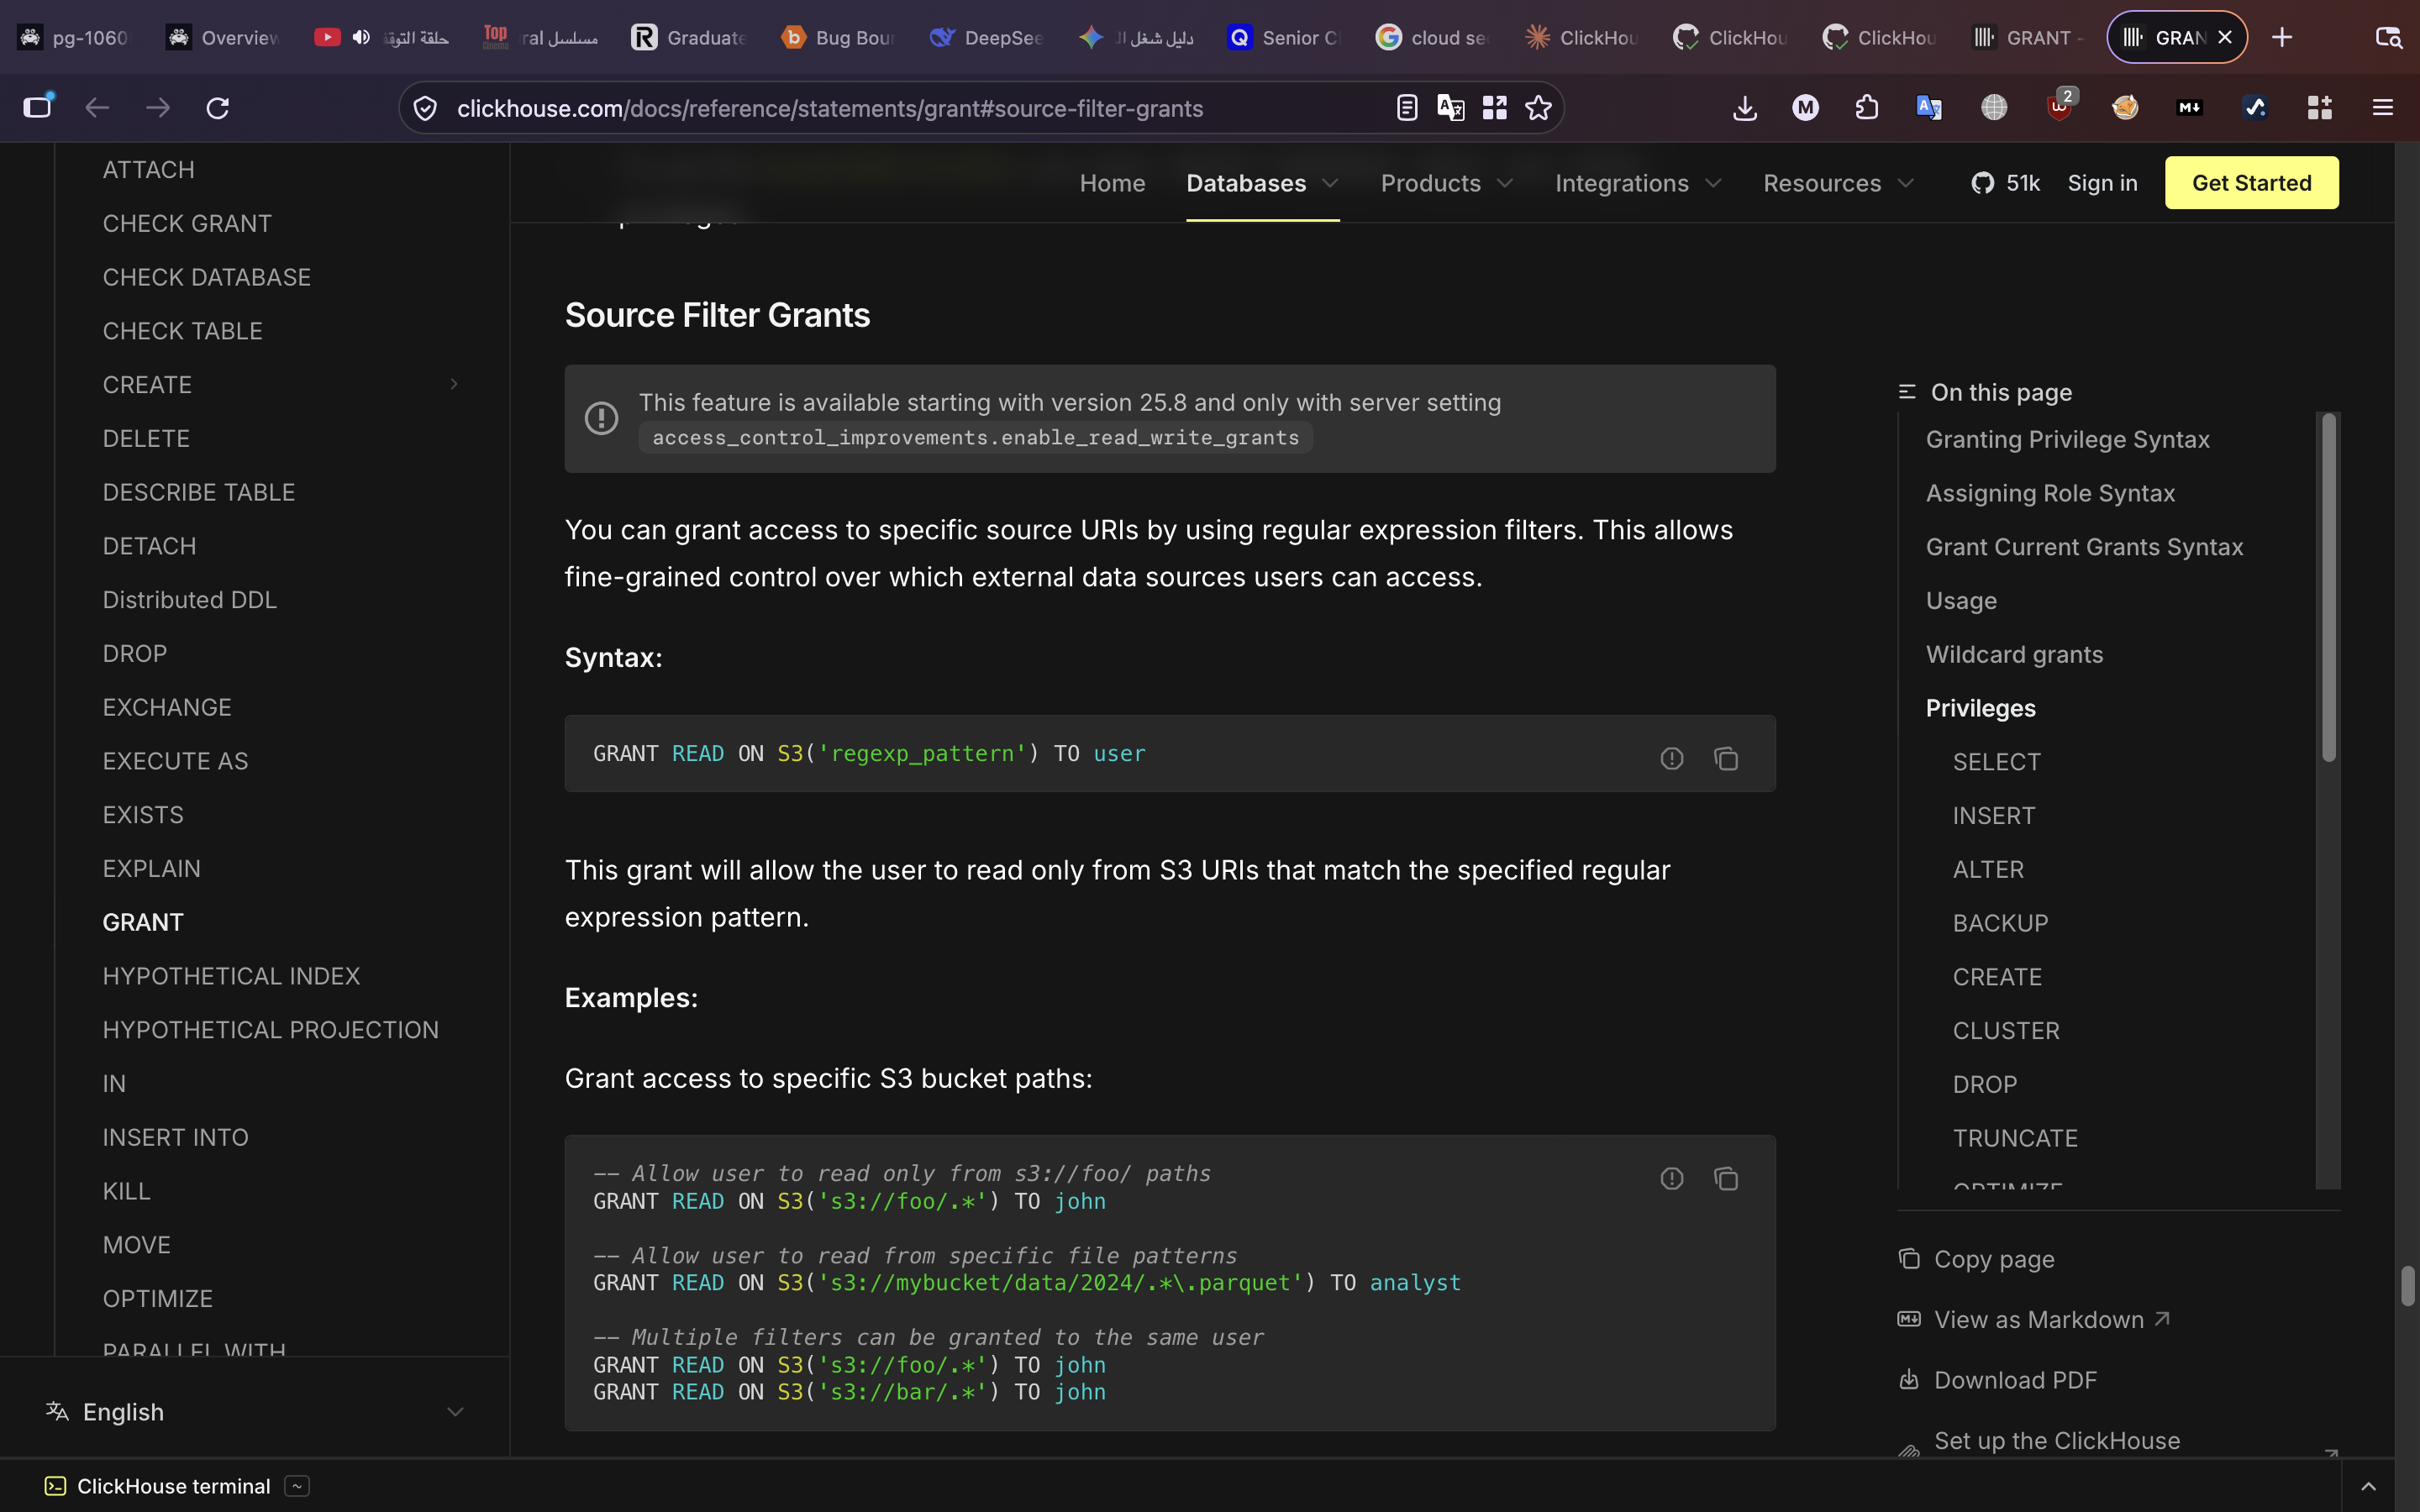 pg-1060
Overview
حلقة التوقف
Top Cinema
مسلسل
Graduate
Bug Bour
DeepSee
دليل شغل ال
Senior Cl
cloud se
ClickHou
ClickHou
ClickHou
GRANT -
GRAN
clickhouse.com/docs/reference/statements/grant#source-filter-grants
M
2
Home
Databases
Products
Integrations
Resources
51k
Sign in
Get Started
ATTACH
CHECK GRANT
CHECK DATABASE
CHECK TABLE
CREATE
DELETE
DESCRIBE TABLE
DETACH
Distributed DDL
DROP
EXCHANGE
EXECUTE AS
EXISTS
EXPLAIN
GRANT
HYPOTHETICAL INDEX
HYPOTHETICAL PROJECTION
IN
INSERT INTO
KILL
MOVE
OPTIMIZE
PARALLEL WITH
English
Source Filter Grants
This feature is available starting with version 25.8 and only with server setting
access_control_improvements.enable_read_write_grants
You can grant access to specific source URIs by using regular expression filters. This allows
fine-grained control over which external data sources users can access.
Syntax:
GRANT READ ON S3('regexp_pattern') TO user
This grant will allow the user to read only from S3 URIs that match the specified regular
expression pattern.
Examples:
Grant access to specific S3 bucket paths:
-- Allow user to read only from s3://foo/ paths
GRANT READ ON S3('s3://foo/.*') TO john
-- Allow user to read from specific file patterns
GRANT READ ON S3('s3://mybucket/data/2024/.*\.parquet') TO analyst
-- Multiple filters can be granted to the same user
GRANT READ ON S3('s3://foo/.*') TO john
GRANT READ ON S3('s3://bar/.*') TO john
On this page
Granting Privilege Syntax
Assigning Role Syntax
Grant Current Grants Syntax
Usage
Wildcard grants
Privileges
SELECT
INSERT
ALTER
BACKUP
CREATE
CLUSTER
DROP
TRUNCATE
OPTIMIZE
Copy page
View as Markdown
Download PDF
Set up the ClickHouse
ClickHouse terminal
~